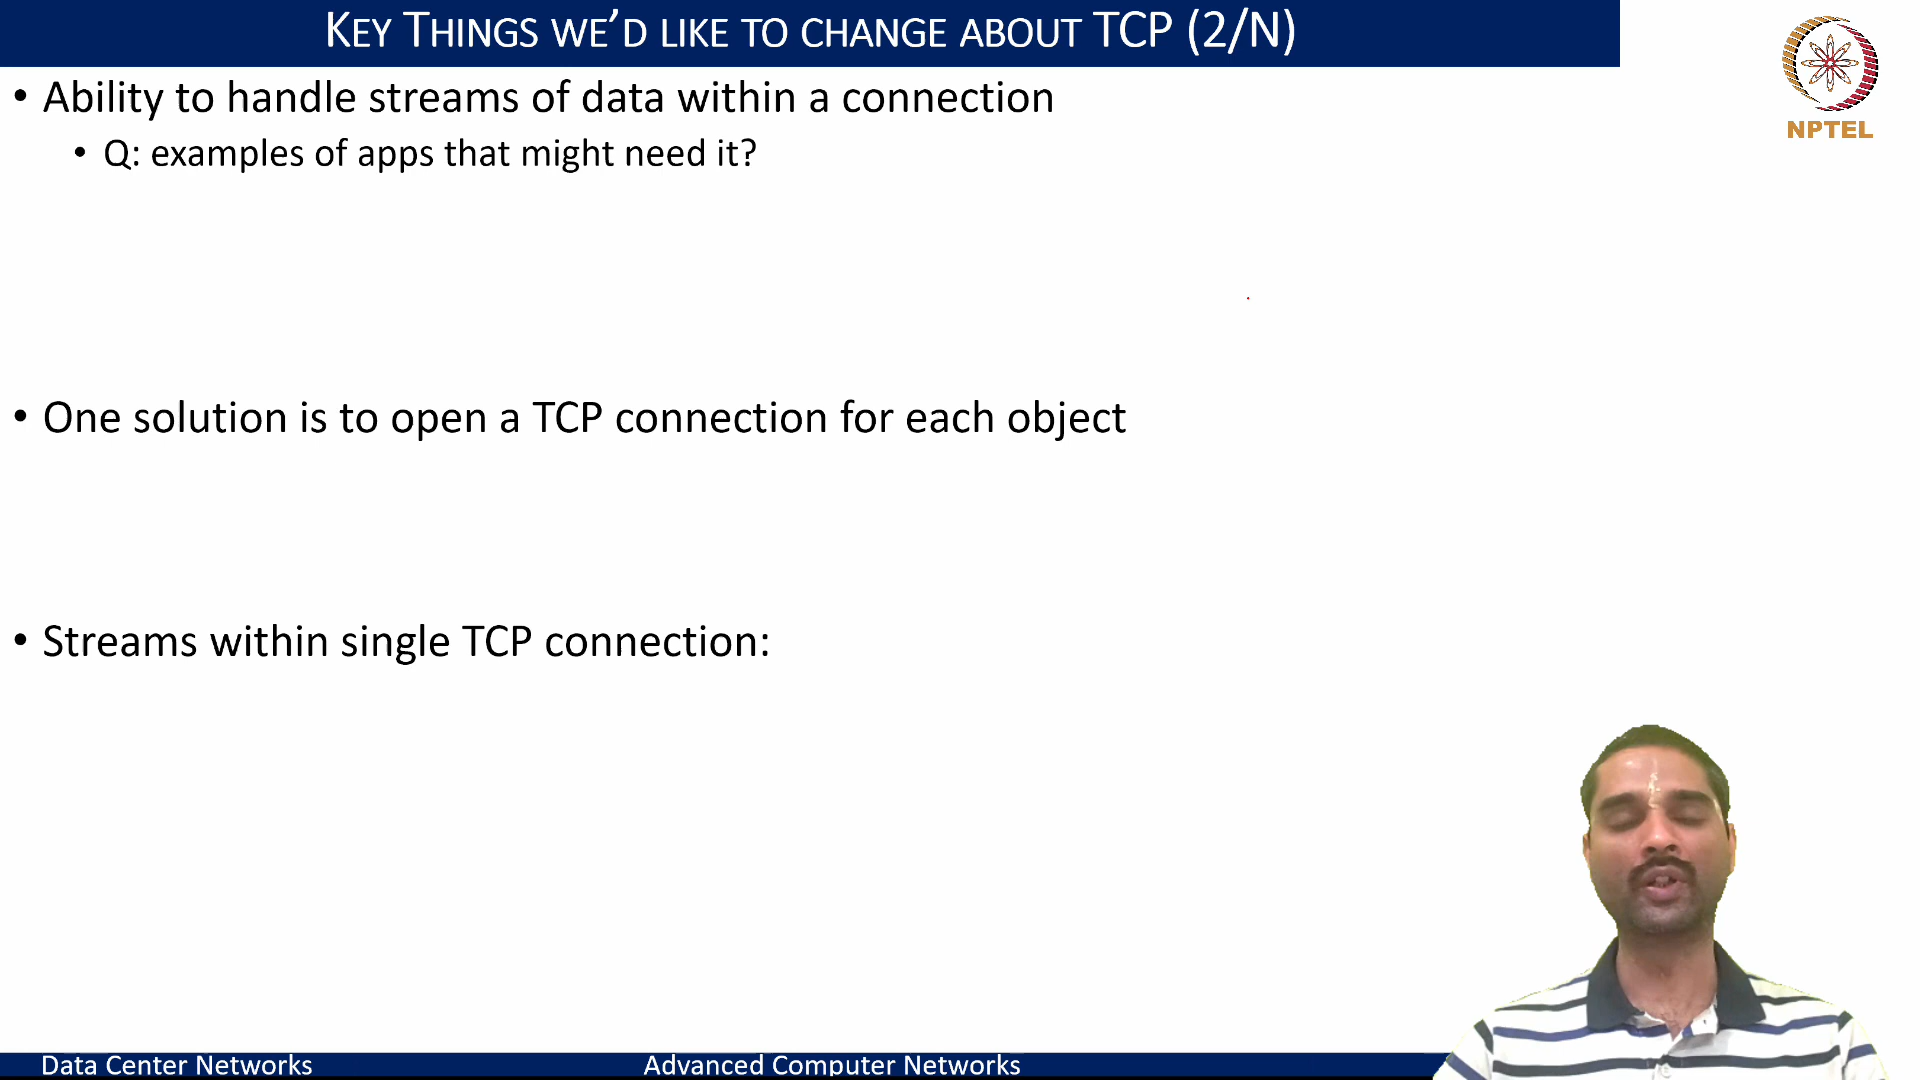 KEY THINGS WE'D LIKE TO CHANGE ABOUT TCP (2/N)
NPTEL
• Ability to handle streams of data within a connection
• Q: examples of apps that might need it?
• One solution is to open a TCP connection for each object
• Streams within single TCP connection:
Data Center Networks
Advanced Computer Networks